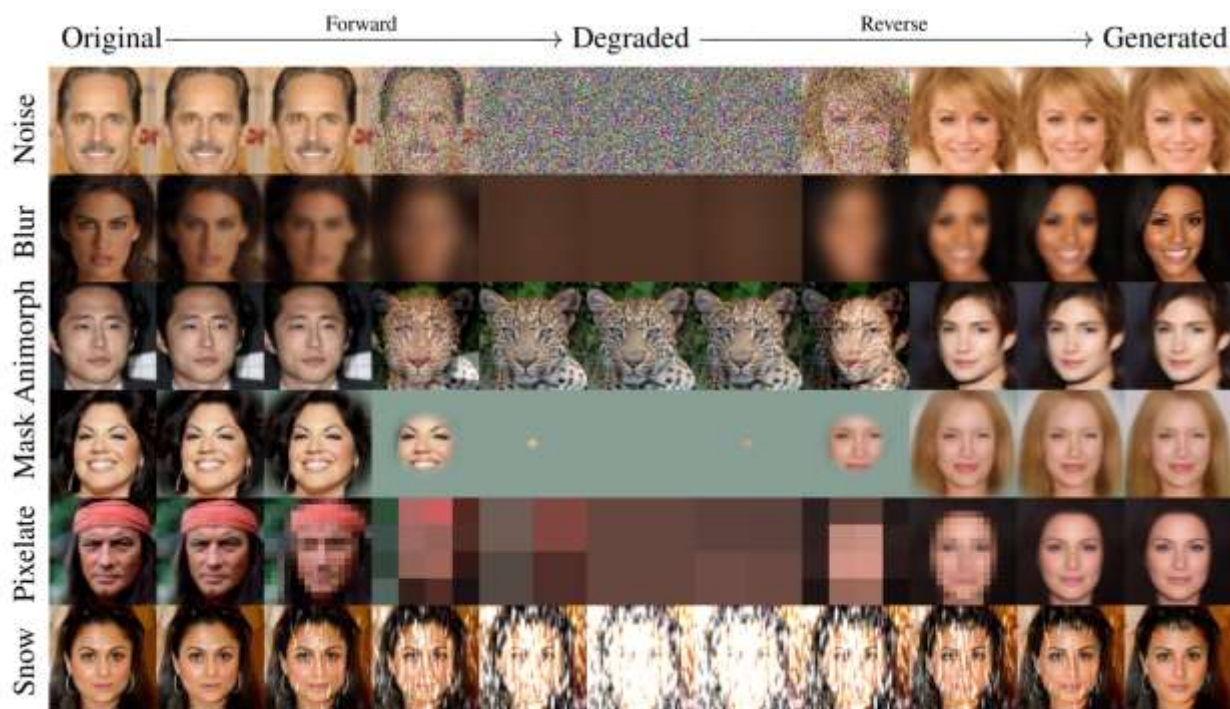 Original Forward Degraded Reverse Generated
Noise
Blur
Animorph
Mask
Pixelate
Snow